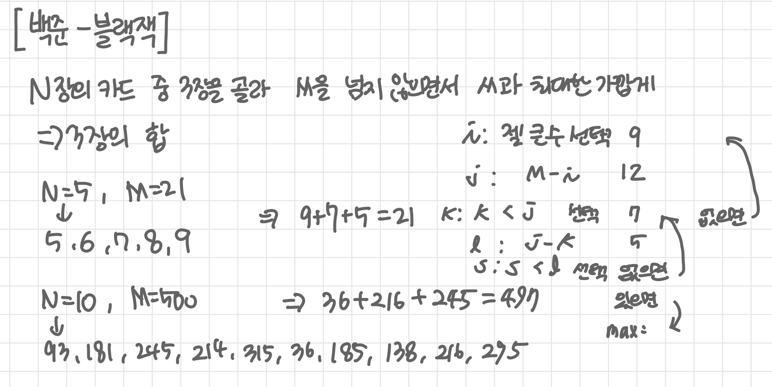 [백준-블랙잭]
N장의 카드 중 3장을 골라 M을 넘지 않으면서 M과 최대한 가깝게
⇒ 3장의 합
N=5, M=21
↓
5.6,7.8,9
⇒ 9+7+5=21
i: 젤 큰수 선택 9
j: M-i 12
K: K<j 선택 7 없으면
l: j-K 5
S: S<l 선택 없으면
있으면
max:
N=10, M=500
↓
93,181,245,214.315,36,185,138,216,295
⇒ 36+216+245=497